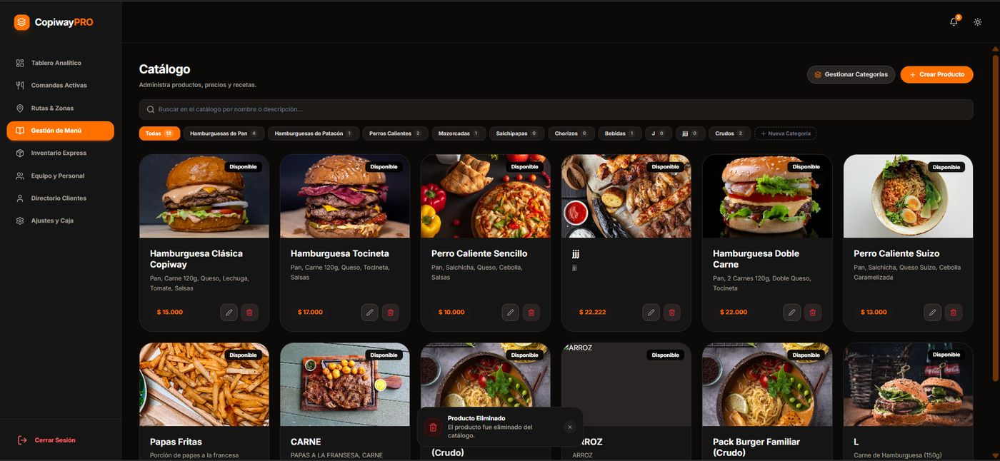 CopiwayPRO
3
Tablero Analítico
Comandas Activas
Rutas & Zonas
Gestión de Menú
Inventario Express
Equipo y Personal
Directorio Clientes
Ajustes y Caja
Cerrar Sesión
Catálogo
Administra productos, precios y recetas.
Gestionar Categorías
+ Crear Producto
Buscar en el catálogo por nombre o descripción...
Todas 12
Hamburguesas de Pan 4
Hamburguesas de Patacón 1
Perros Calientes 2
Mazorcadas 1
Salchipapas 0
Chorizos 0
Bebidas 1
J 0
jjjj 0
Crudos 2
+ Nueva Categoría
Disponible
Hamburguesa Clásica
Copiway
Pan, Carne 120g, Queso, Lechuga,
Tomate, Salsas
$ 15.000
Disponible
Hamburguesa Tocineta
Pan, Carne 120g, Queso, Tocineta,
Salsas
$ 17.000
Disponible
Perro Caliente Sencillo
Pan, Salchicha, Queso, Cebolla,
Salsas
$ 10.000
Disponible
jjj
jjj
$ 22.222
Disponible
Hamburguesa Doble
Carne
Pan, 2 Carnes 120g, Doble Queso,
Tocineta
$ 22.000
Disponible
Perro Caliente Suizo
Pan, Salchicha, Queso Suizo, Cebolla
Caramelizada
$ 13.000
Disponible
Papas Fritas
Porción de papas a la francesa
Disponible
CARNE
PAPAS A LA FRANSESA, CARNE
Disponible
(Crudo)
ARROZ
Disponible
ARROZ
Disponible
Pack Burger Familiar
(Crudo)
Disponible
L
Carne de Hamburguesa (150g)
Producto Eliminado
El producto fue eliminado del
catálogo.